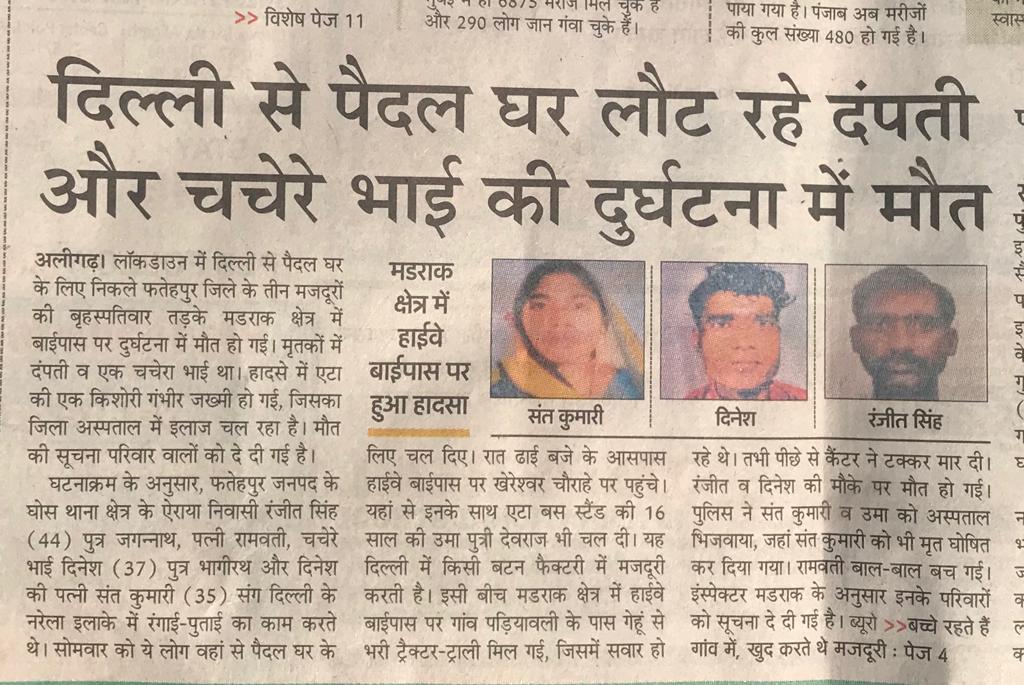 >> विशेष पेज 11
और 290 लोग जान गंवा चुके हैं।
पाया गया है। पंजाब अब मरीजों
की कुल संख्या 480 हो गई है।
दिल्ली से पैदल घर लौट रहे दंपती
और चचेरे भाई की दुर्घटना में मौत
अलीगढ़। लॉकडाउन में दिल्ली से पैदल घर
के लिए निकले फतेहपुर जिले के तीन मजदूरों
की बृहस्पतिवार तड़के मडराक क्षेत्र में
बाईपास पर दुर्घटना में मौत हो गई। मृतकों में
दंपती व एक चचेरा भाई था। हादसे में एटा
की एक किशोरी गंभीर जख्मी हो गई, जिसका
जिला अस्पताल में इलाज चल रहा है। मौत
की सूचना परिवार वालों को दे दी गई है।
घटनाक्रम के अनुसार, फतेहपुर जनपद के
घोस थाना क्षेत्र के ऐराया निवासी रंजीत सिंह
(44) पुत्र जगन्नाथ, पत्नी रामवती, चचेरे
भाई दिनेश (37) पुत्र भागीरथ और दिनेश
की पत्नी संत कुमारी (35) संग दिल्ली के
नरेला इलाके में रंगाई-पुताई का काम करते
थे। सोमवार को ये लोग वहां से पैदल घर के
मडराक
क्षेत्र में
हाईवे
बाईपास पर
हुआ हादसा
संत कुमारी
दिनेश
रंजीत सिंह
लिए चल दिए। रात ढाई बजे के आसपास
हाईवे बाईपास पर खेरेश्वर चौराहे पर पहुंचे।
यहां से इनके साथ एटा बस स्टैंड की 16
साल की उमा पुत्री देवराज भी चल दी। यह
दिल्ली में किसी बटन फैक्टरी में मजदूरी
करती है। इसी बीच मडराक क्षेत्र में हाईवे
बाईपास पर गांव पड़ियावली के पास गेहूं से
भरी ट्रैक्टर-ट्राली मिल गई, जिसमें सवार हो
रहे थे। तभी पीछे से कैंटर ने टक्कर मार दी।
रंजीत व दिनेश की मौके पर मौत हो गई।
पुलिस ने संत कुमारी व उमा को अस्पताल
भिजवाया, जहां संत कुमारी को भी मृत घोषित
कर दिया गया। रामवती बाल-बाल बच गई।
इंस्पेक्टर मडराक के अनुसार इनके परिवारों
को सूचना दे दी गई है। ब्यूरो >>बच्चे रहते हैं
गांव में, खुद करते थे मजदूरी : पेज 4